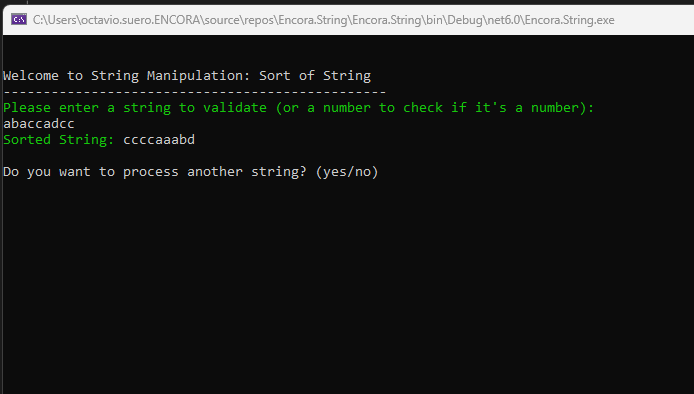 C:\Users\octavio.suero.ENCORA\source\repos\Encora.String\Encora.String\bin\Debug\net6.0\Encora.String.exe
Welcome to String Manipulation: Sort of String
------------------------------------------------
Please enter a string to validate (or a number to check if it's a number):
abaccadcc
Sorted String: ccccaaabd
Do you want to process another string? (yes/no)